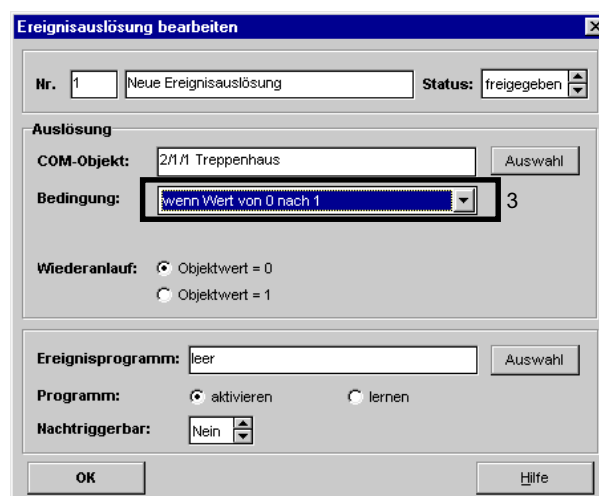 Ereignisauslösung bearbeiten
Nr. 1 Neue Ereignisauslösung Status: freigegeben
Auslösung
COM-Objekt: 2/1/1 Treppenhaus Auswahl
Bedingung: wenn Wert von 0 nach 1 3
Wiederanlauf: Objektwert = 0
Objektwert = 1
Ereignisprogramm: leer Auswahl
Programm: aktivieren lernen
Nachtriggerbar: Nein
OK Hilfe